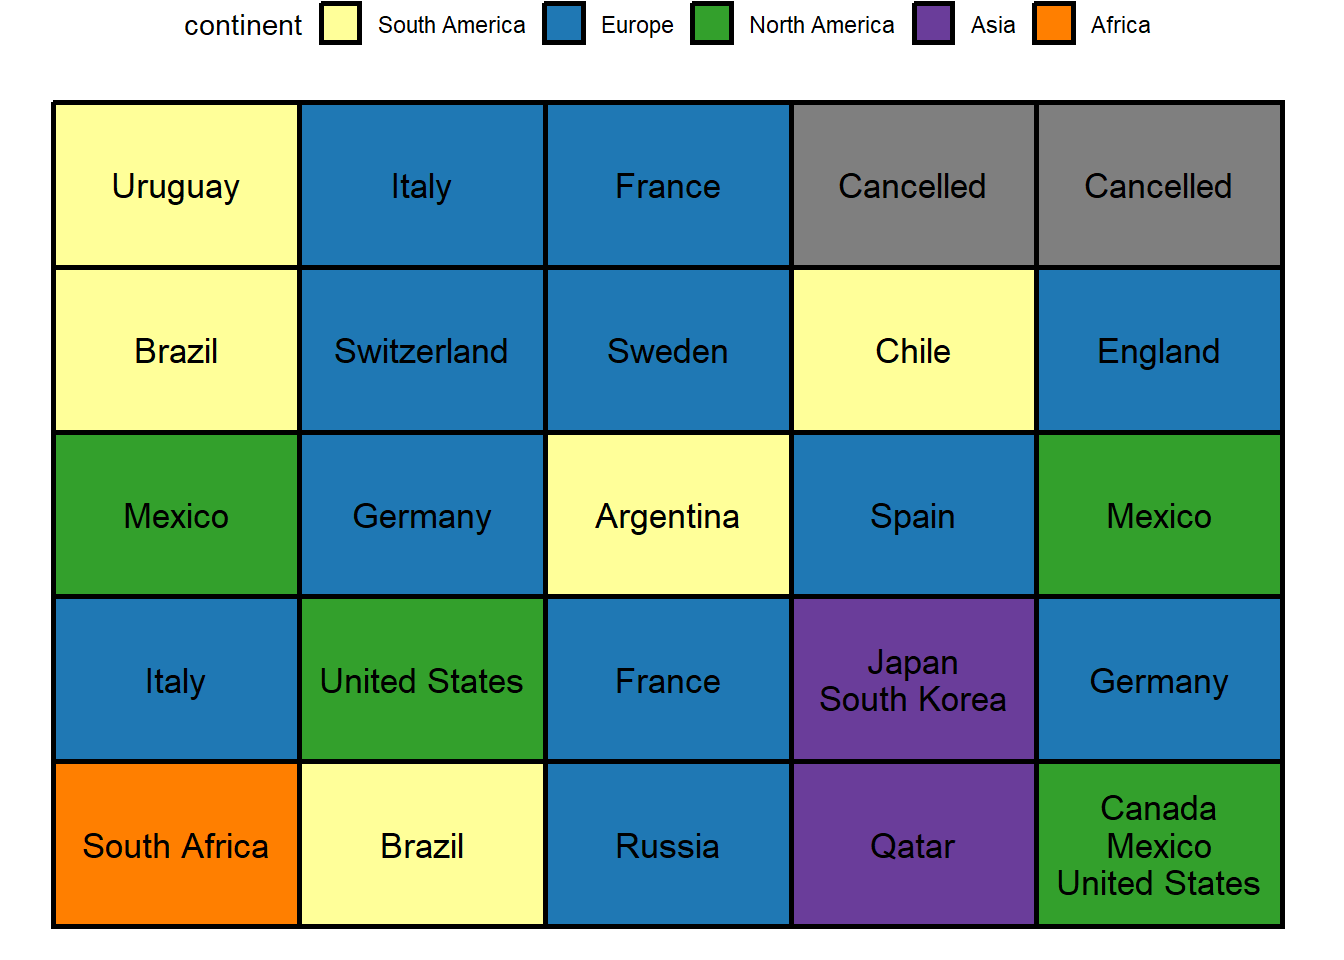 continent South America Europe North America Asia Africa
Uruguay Italy France Cancelled Cancelled
Brazil Switzerland Sweden Chile England
Mexico Germany Argentina Spain Mexico
Italy United States France Japan
South Korea Germany
South Africa Brazil Russia Qatar Canada
Mexico
United States